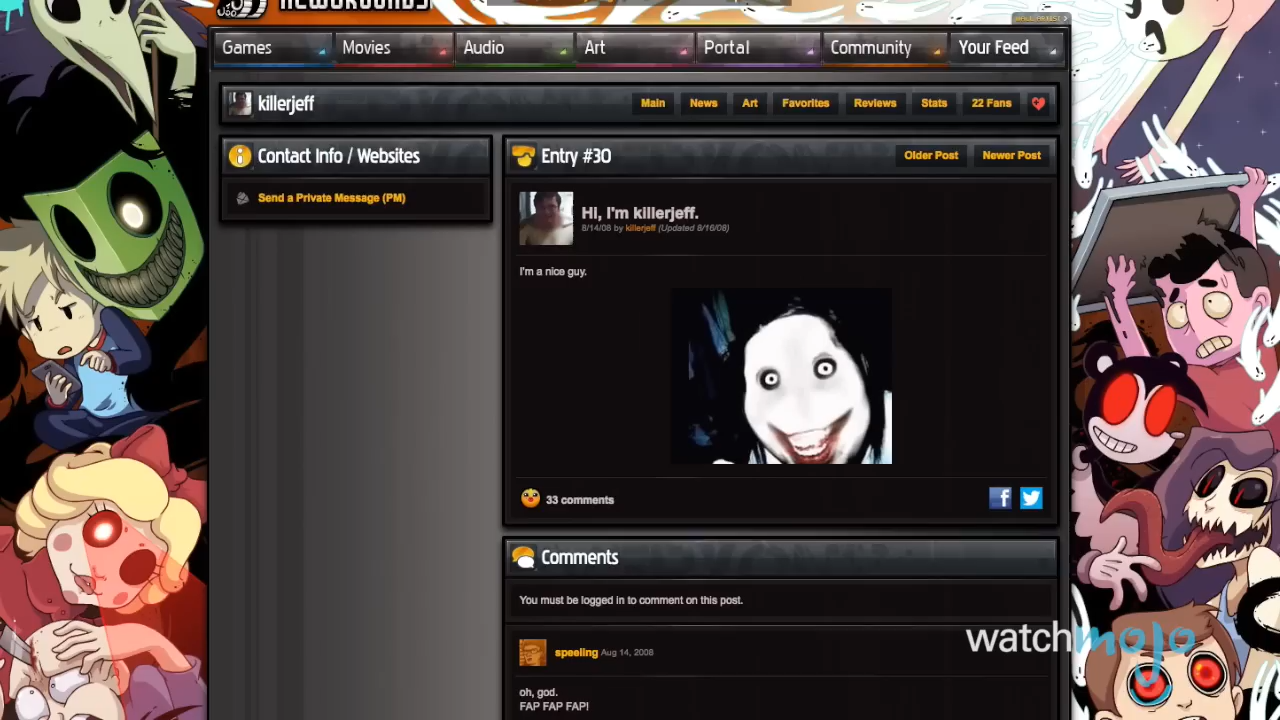 NEWGROUNDS
Games
Movies
Audio
Art
Portal
Community
Your Feed
killerjeff
Main
News
Art
Favorites
Reviews
Stats
22 Fans
Contact Info / Websites
Send a Private Message (PM)
Entry #30
Older Post
Newer Post
Hi, I'm killerjeff.
8/14/08 by killerjeff (Updated 8/16/08)
I'm a nice guy.
33 comments
Comments
You must be logged in to comment on this post.
speeling Aug 14, 2008
oh, god.
FAP FAP FAP!
watchmojo